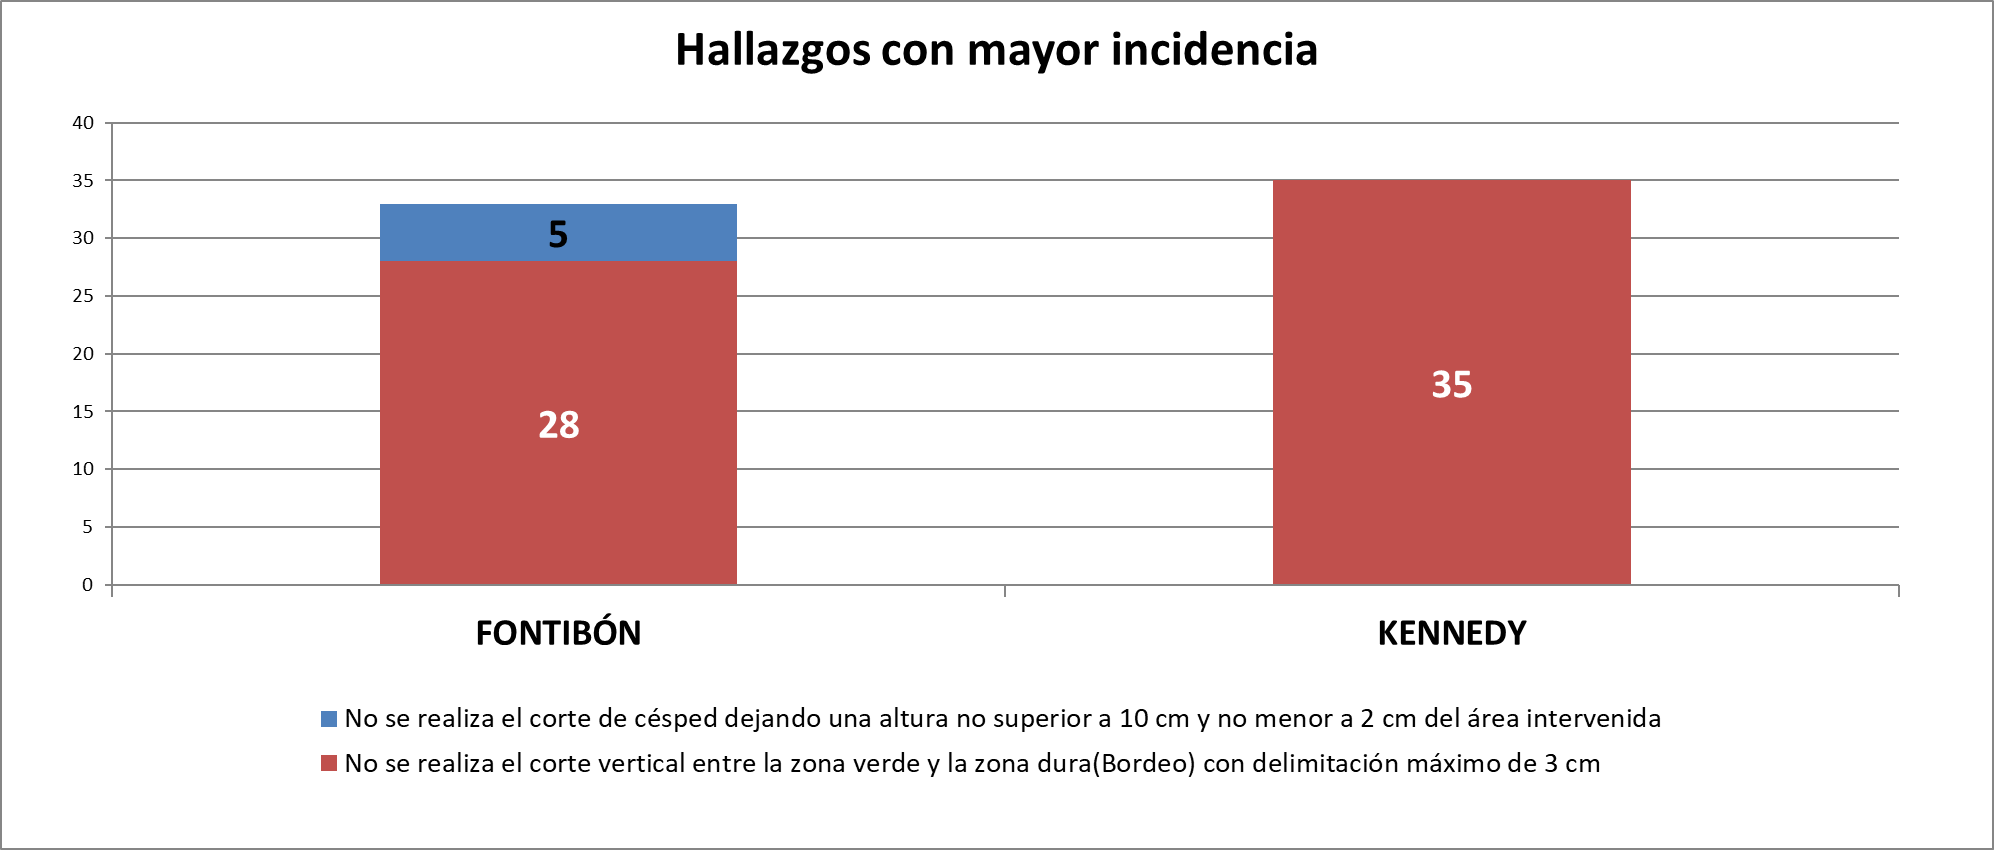 Hallazgos con mayor incidencia
40
35
30
25
20
15
10
5
0
5
28
35
FONTIBÓN
KENNEDY
No se realiza el corte de césped dejando una altura no superior a 10 cm y no menor a 2 cm del área intervenida
No se realiza el corte vertical entre la zona verde y la zona dura(Bordeo) con delimitación máximo de 3 cm